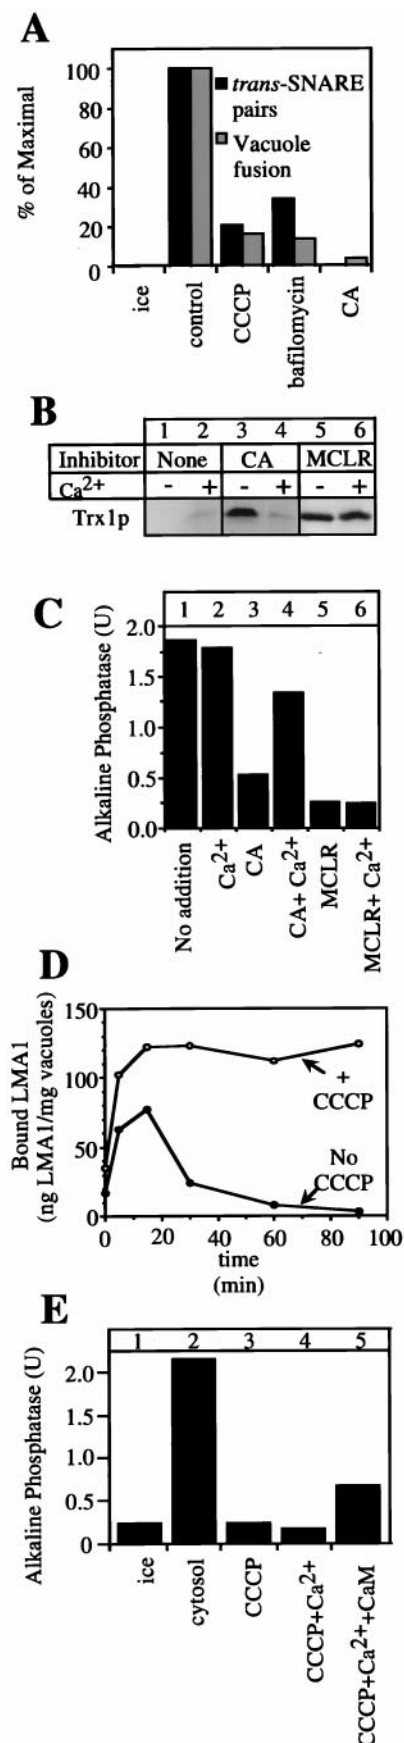 A
% of Maximal
100
80
60
40
20
0
trans-SNARE
pairs
Vacuole
fusion
ice
control
CCCP
bafilomycin
CA
B
1 2 3 4 5 6
Inhibitor None CA MCLR
Ca2+ - + - + - +
Trx1p
C
1 2 3 4 5 6
Alkaline Phosphatase (U)
2.0
1.5
1.0
0.5
0.0
No addition
Ca2+
CA
CA+ Ca2+
MCLR
MCLR+ Ca2+
D
Bound LMA1
(ng LMA1/mg vacuoles)
150
100
50
0
+
CCCP
No
CCCP
0 20 40 60 80 100
time
(min)
E
1 2 3 4 5
Alkaline Phosphatase (U)
2.0
1.5
1.0
0.5
0
ice
cytosol
CCCP
CCCP+Ca2+
CCCP+Ca2++CaM